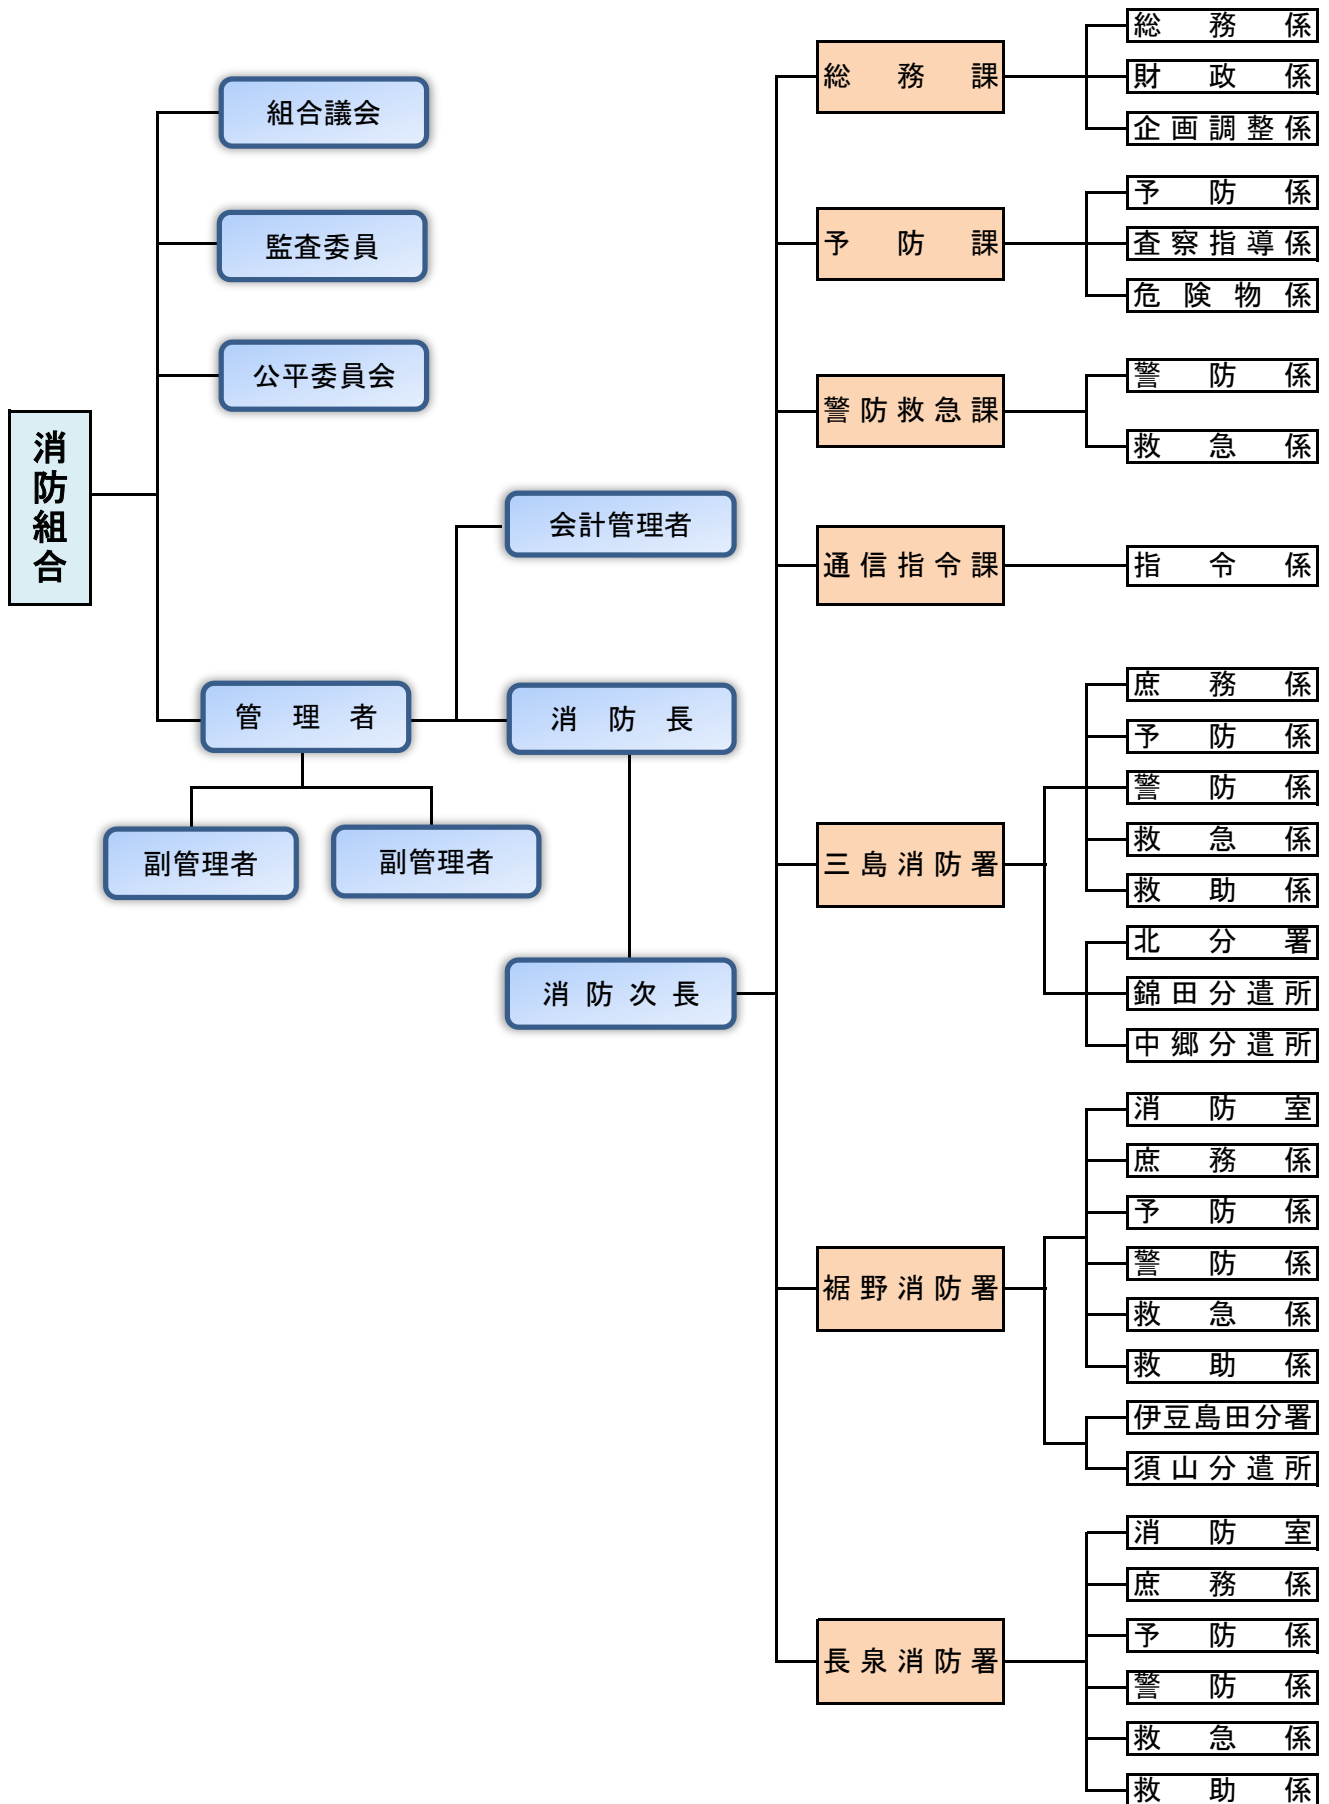 消防組合
組合議会
監査委員
公平委員会
管理者
副管理者
副管理者
会計管理者
消防長
消防次長
総務課
総務係
財政係
企画調整係
予防課
予防係
査察指導係
危険物係
警防救急課
警防係
救急係
通信指令課
指令係
三島消防署
庶務係
予防係
警防係
救急係
救助係
北分署
錦田分遣所
中郷分遣所
裾野消防署
消防室
庶務係
予防係
警防係
救急係
救助係
伊豆島田分署
須山分遣所
長泉消防署
消防室
庶務係
予防係
警防係
救急係
救助係